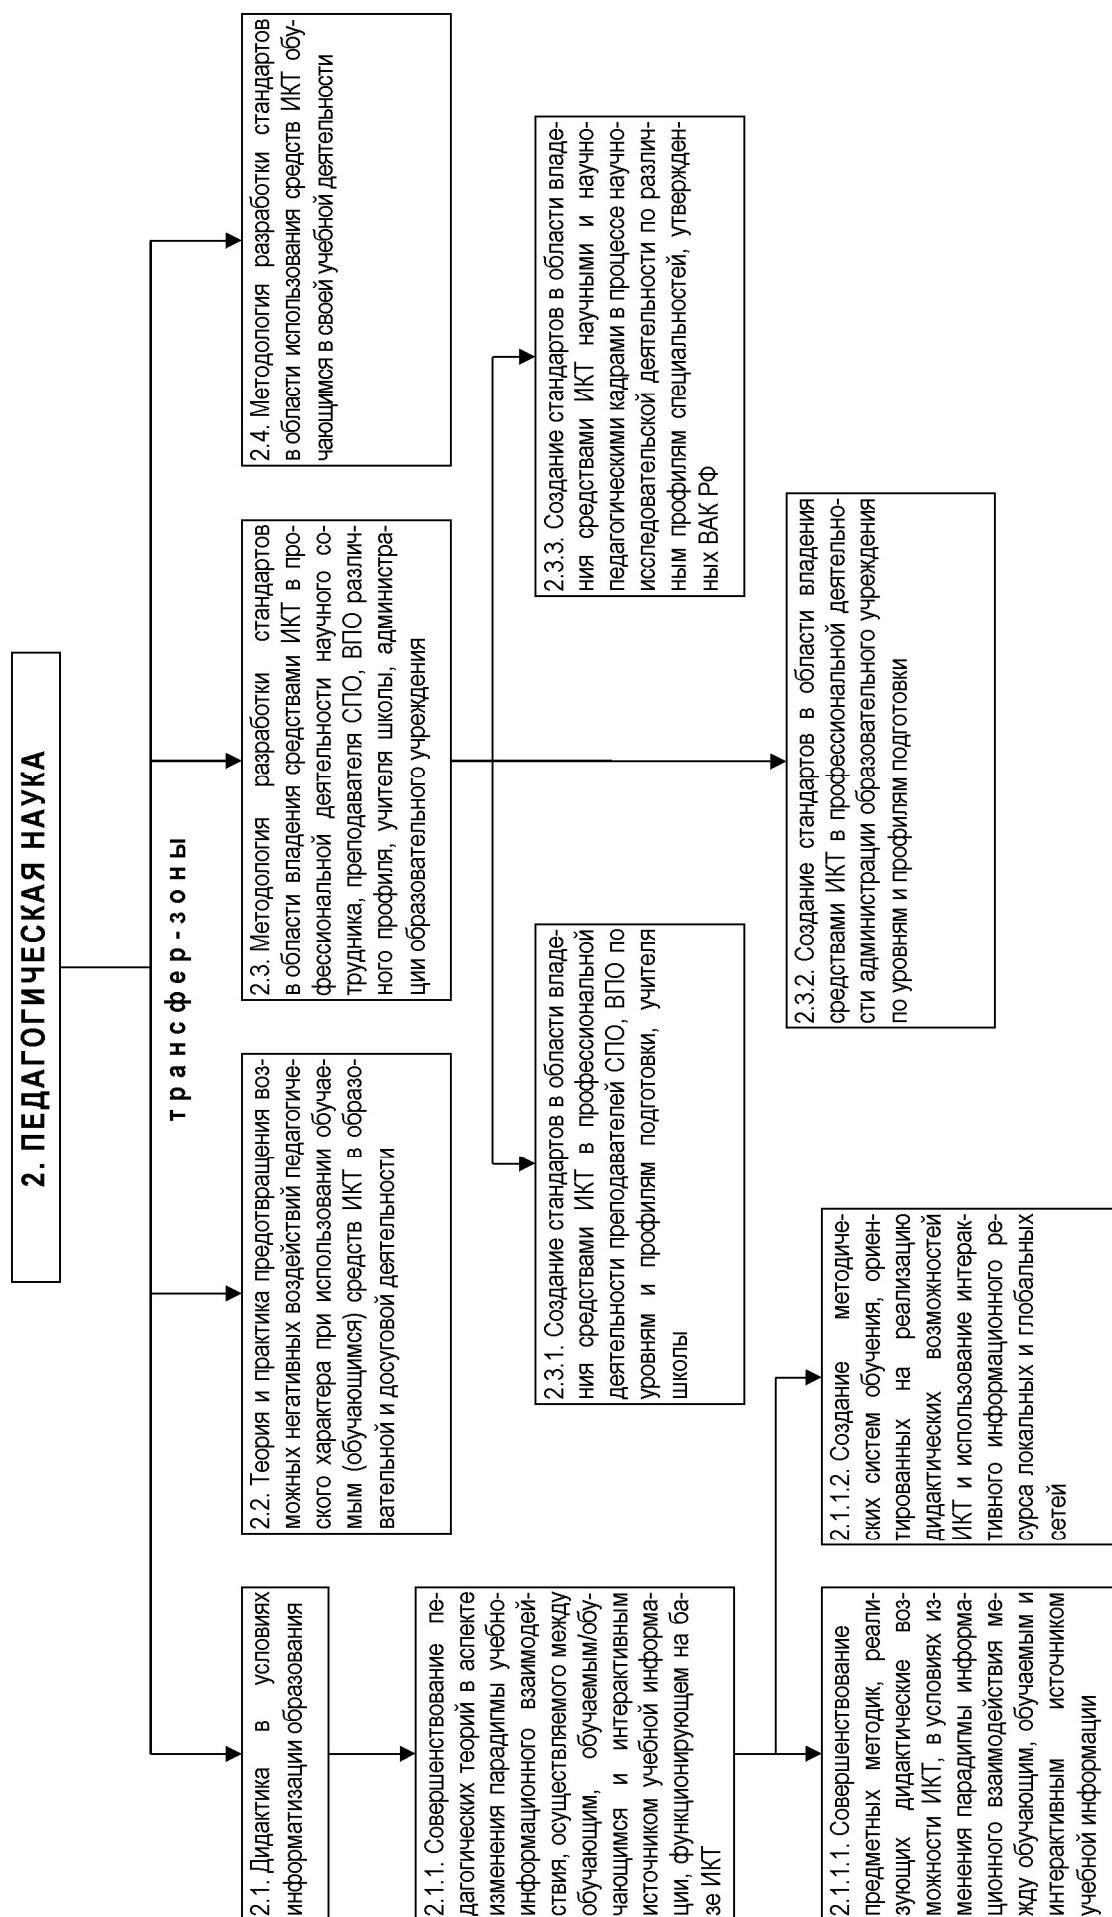 2. ПЕДАГОГИЧЕСКАЯ НАУКА
трансфер-зоны
2.1. Дидактика в условиях
информатизации образования
2.2. Теория и практика предотвращения воз-
можных негативных воздействий педагогиче-
ского характера при использовании обучае-
мым (обучающимся) средств ИКТ в образо-
вательной и досуговой деятельности
2.3. Методология разработки стандартов
в области владения средствами ИКТ в про-
фессиональной деятельности научного со-
трудника, преподавателя СПО, ВПО различ-
ного профиля, учителя школы, администра-
ции образовательного учреждения
2.4. Методология разработки стандартов
в области использования средств ИКТ обу-
чающимся в своей учебной деятельности
2.1.1. Совершенствование пе-
дагогических теорий в аспекте
изменения парадигмы учебно-
информационного взаимодей-
ствия, осуществляемого между
обучающим, обучаемым/обу-
чающимся и интерактивным
источником учебной информа-
ции, функционирующем на ба-
зе ИКТ
2.3.1. Создание стандартов в области владе-
ния средствами ИКТ в профессиональной
деятельности преподавателей СПО, ВПО по
уровням и профилям подготовки, учителя
школы
2.3.3. Создание стандартов в области владе-
ния средствами ИКТ научными и научно-
педагогическими кадрами в процессе научно-
исследовательской деятельности по различ-
ным профилям специальностей, утвержден-
ных ВАК РФ
2.3.2. Создание стандартов в области владения
средствами ИКТ в профессиональной деятельно-
сти администрации образовательного учреждения
по уровням и профилям подготовки
2.1.1.1. Совершенствование
предметных методик, реали-
зующих дидактические воз-
можности ИКТ, в условиях из-
менения парадигмы информа-
ционного взаимодействия ме-
жду обучающим, обучаемым и
интерактивным источником
учебной информации
2.1.1.2. Создание методиче-
ских систем обучения, ориен-
тированных на реализацию
дидактических возможностей
ИКТ и использование интерак-
тивного информационного ре-
сурса локальных и глобальных
сетей